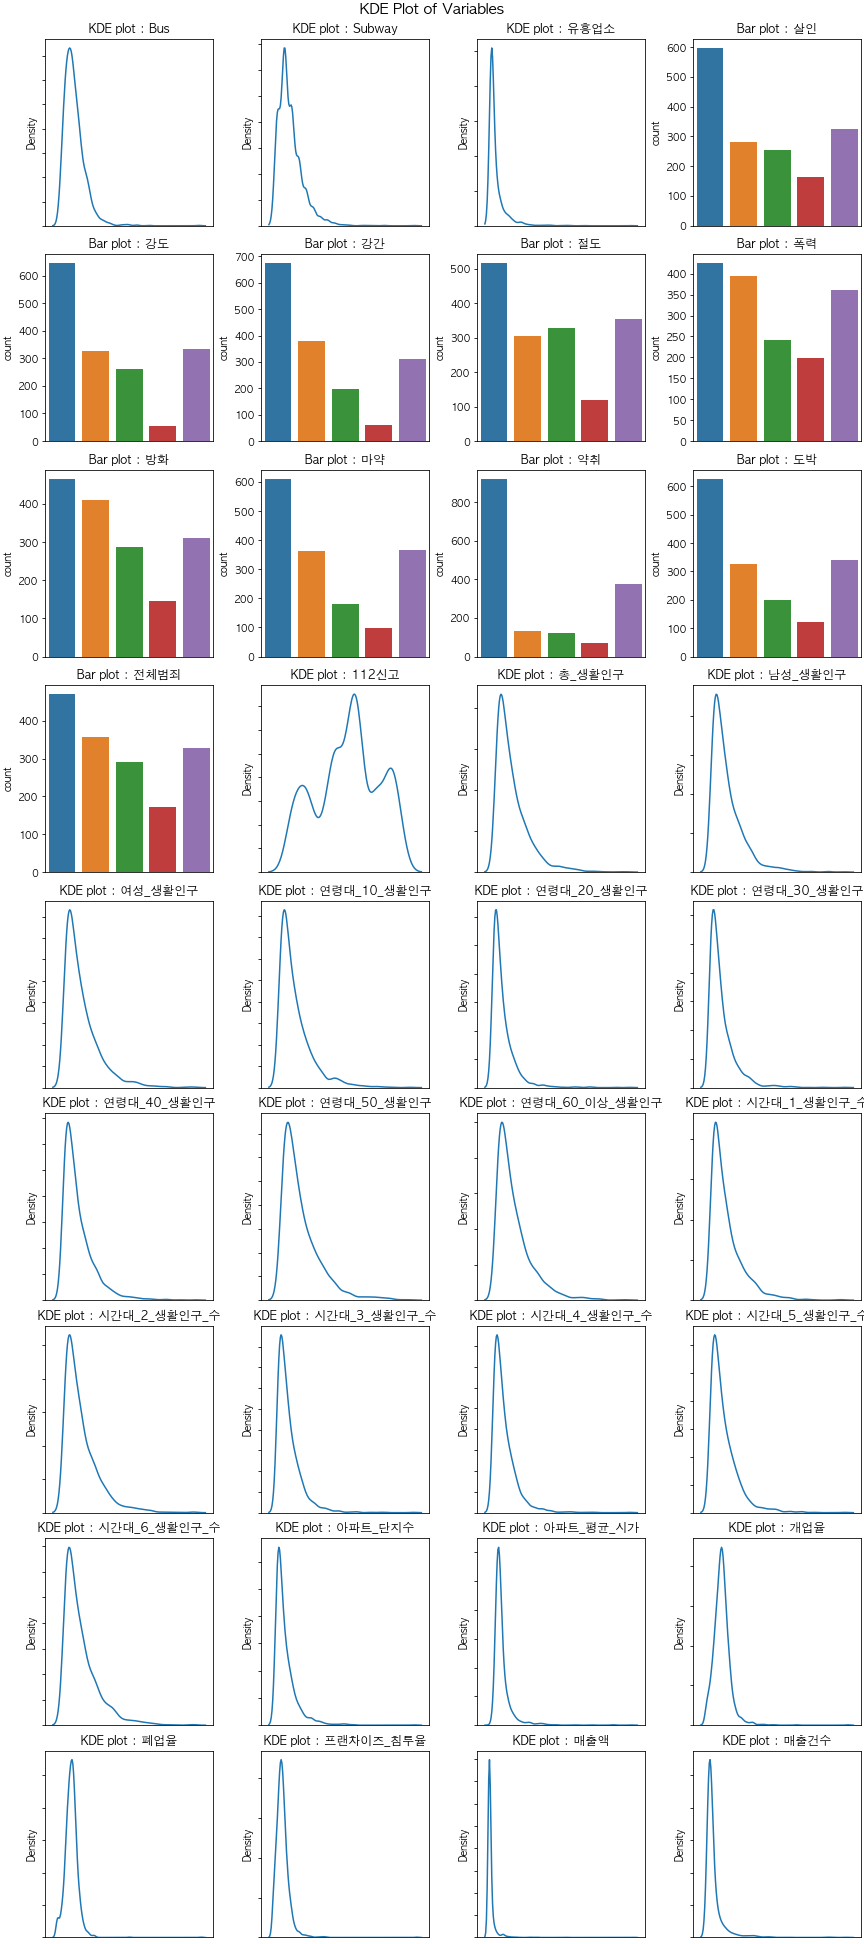 KDE Plot of Variables
KDE plot : Bus
KDE plot : Subway
KDE plot : 유흥업소
Bar plot : 살인
Density
Density
Density
count
600
500
400
300
200
100
0
Bar plot : 강도
Bar plot : 강간
Bar plot : 절도
Bar plot : 폭력
count
600
500
400
300
200
100
0
count
700
600
500
400
300
200
100
0
count
500
400
300
200
100
0
count
400
350
300
250
200
150
100
50
0
Bar plot : 방화
Bar plot : 마약
Bar plot : 약취
Bar plot : 도박
count
400
300
200
100
0
count
600
500
400
300
200
100
0
count
800
600
400
200
0
count
600
500
400
300
200
100
0
Bar plot : 전체범죄
KDE plot : 112신고
KDE plot : 총_생활인구
KDE plot : 남성_생활인구
count
400
300
200
100
0
Density
Density
Density
KDE plot : 여성_생활인구
KDE plot : 연령대_10_생활인구
KDE plot : 연령대_20_생활인구
KDE plot : 연령대_30_생활인구
Density
Density
Density
Density
KDE plot : 연령대_40_생활인구
KDE plot : 연령대_50_생활인구
KDE plot : 연령대_60_이상_생활인구
KDE plot : 시간대_1_생활인구_수
Density
Density
Density
Density
KDE plot : 시간대_2_생활인구_수
KDE plot : 시간대_3_생활인구_수
KDE plot : 시간대_4_생활인구_수
KDE plot : 시간대_5_생활인구_수
Density
Density
Density
Density
KDE plot : 시간대_6_생활인구_수
KDE plot : 아파트_단지수
KDE plot : 아파트_평균_시가
KDE plot : 개업율
Density
Density
Density
Density
KDE plot : 폐업율
KDE plot : 프랜차이즈_침투율
KDE plot : 매출액
KDE plot : 매출건수
Density
Density
Density
Density